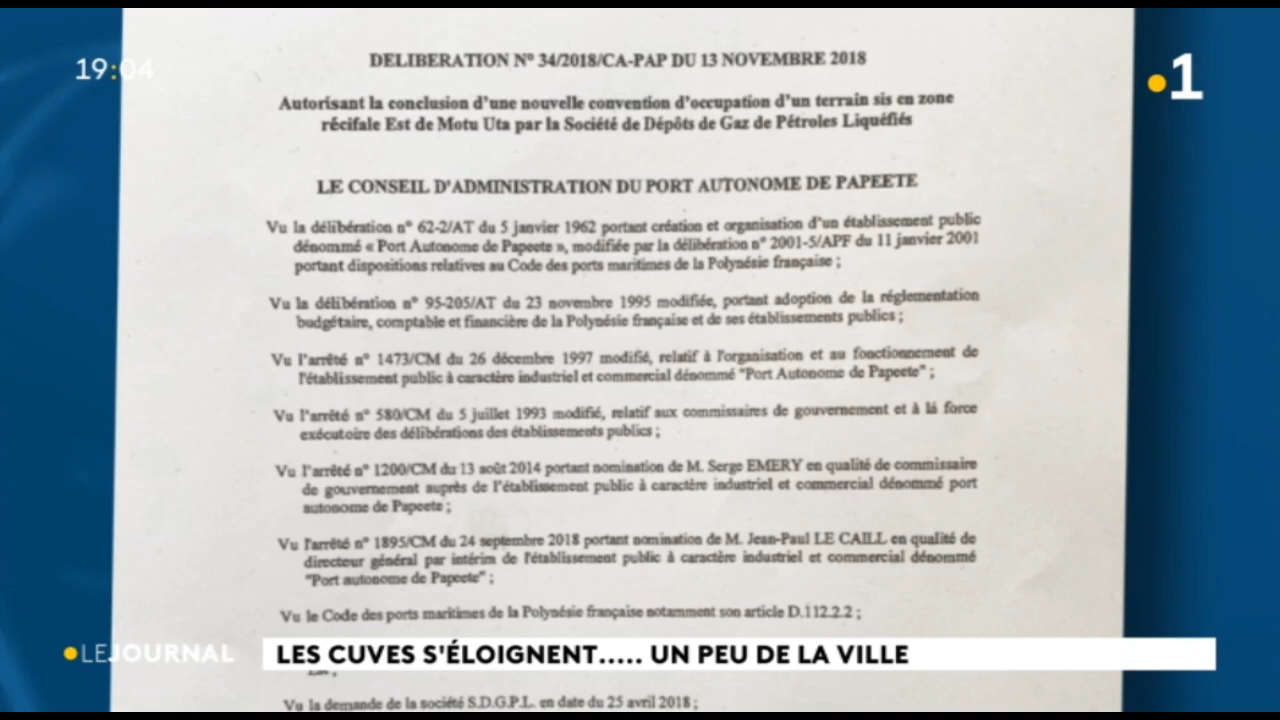 19:04
1
DELIBERATION N° 34/2018/CA-PAP DU 13 NOVEMBRE 2018
Autorisant la conclusion d'une nouvelle convention d'occupation d'un terrain sis en zone
récifale Est de Motu Uta par la Société de Dépôts de Gaz de Pétroles Liquéfiés
LE CONSEIL D'ADMINISTRATION DU PORT AUTONOME DE PAPEETE
Vu la délibération n° 62-2/AT du 5 janvier 1962 portant création et organisation d'un établissement public
dénommé « Port Autonome de Papeete », modifiée par la délibération n° 2001-5/APF du 11 janvier 2001
portant dispositions relatives au Code des ports maritimes de la Polynésie française ;
Vu la délibération n° 95-205/AT du 23 novembre 1995 modifiée, portant adoption de la réglementation
budgétaire, comptable et financière de la Polynésie française et de ses établissements publics ;
Vu l'arrêté n° 1473/CM du 26 décembre 1997 modifié, relatif à l'organisation et au fonctionnement de
l'établissement public à caractère industriel et commercial dénommé "Port Autonome de Papeete" ;
Vu l'arrêté n° 580/CM du 5 juillet 1993 modifié, relatif aux commissaires de gouvernement et à lá force
exécutoire des délibérations des établissements publics ;
Vu l'arrêté n° 1200/CM du 13 août 2014 portant nomination de M. Serge EMERY en qualité de commissaire
de gouvernement auprès de l'établissement public à caractère industriel et commercial dénommé port
autonome de Papeete ;
Vu l'arrêté n° 1895/CM du 24 septembre 2018 portant nomination de M. Jean-Paul LE CAILL en qualité de
directeur général par intérim de l'établissement public à caractère industriel et commercial dénommé
"Port autonome de Papeete" ;
Vu le Code des ports maritimes de la Polynésie française notamment son article D.112.2.2 ;
LEJOURNAL
LES CUVES S'ÉLOIGNENT..... UN PEU DE LA VILLE
Vu la demande de la société S.D.G.P.L. en date du 25 avril 2018 ;